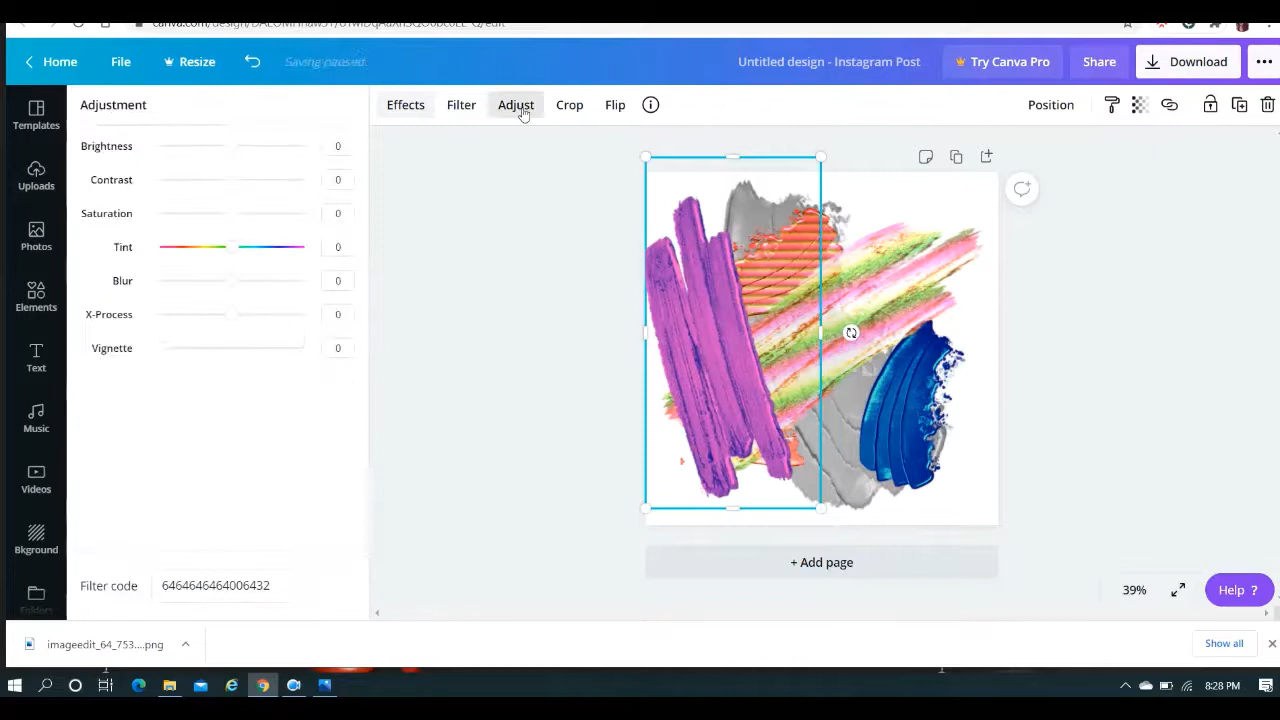 Home
File
Resize
Saving paused.
Untitled design - Instagram Post
Try Canva Pro
Share
Download
Templates
Uploads
Photos
Elements
Text
Music
Videos
Bkground
Folders
Adjustment
Brightness 0
Contrast 0
Saturation 0
Tint 0
Blur 0
X-Process 0
Vignette 0
Filter code 6464646464006432
Effects
Filter
Adjust
Crop
Flip
Position
+ Add page
39%
Help ?
imageedit_64_753....png
Show all
8:28 PM